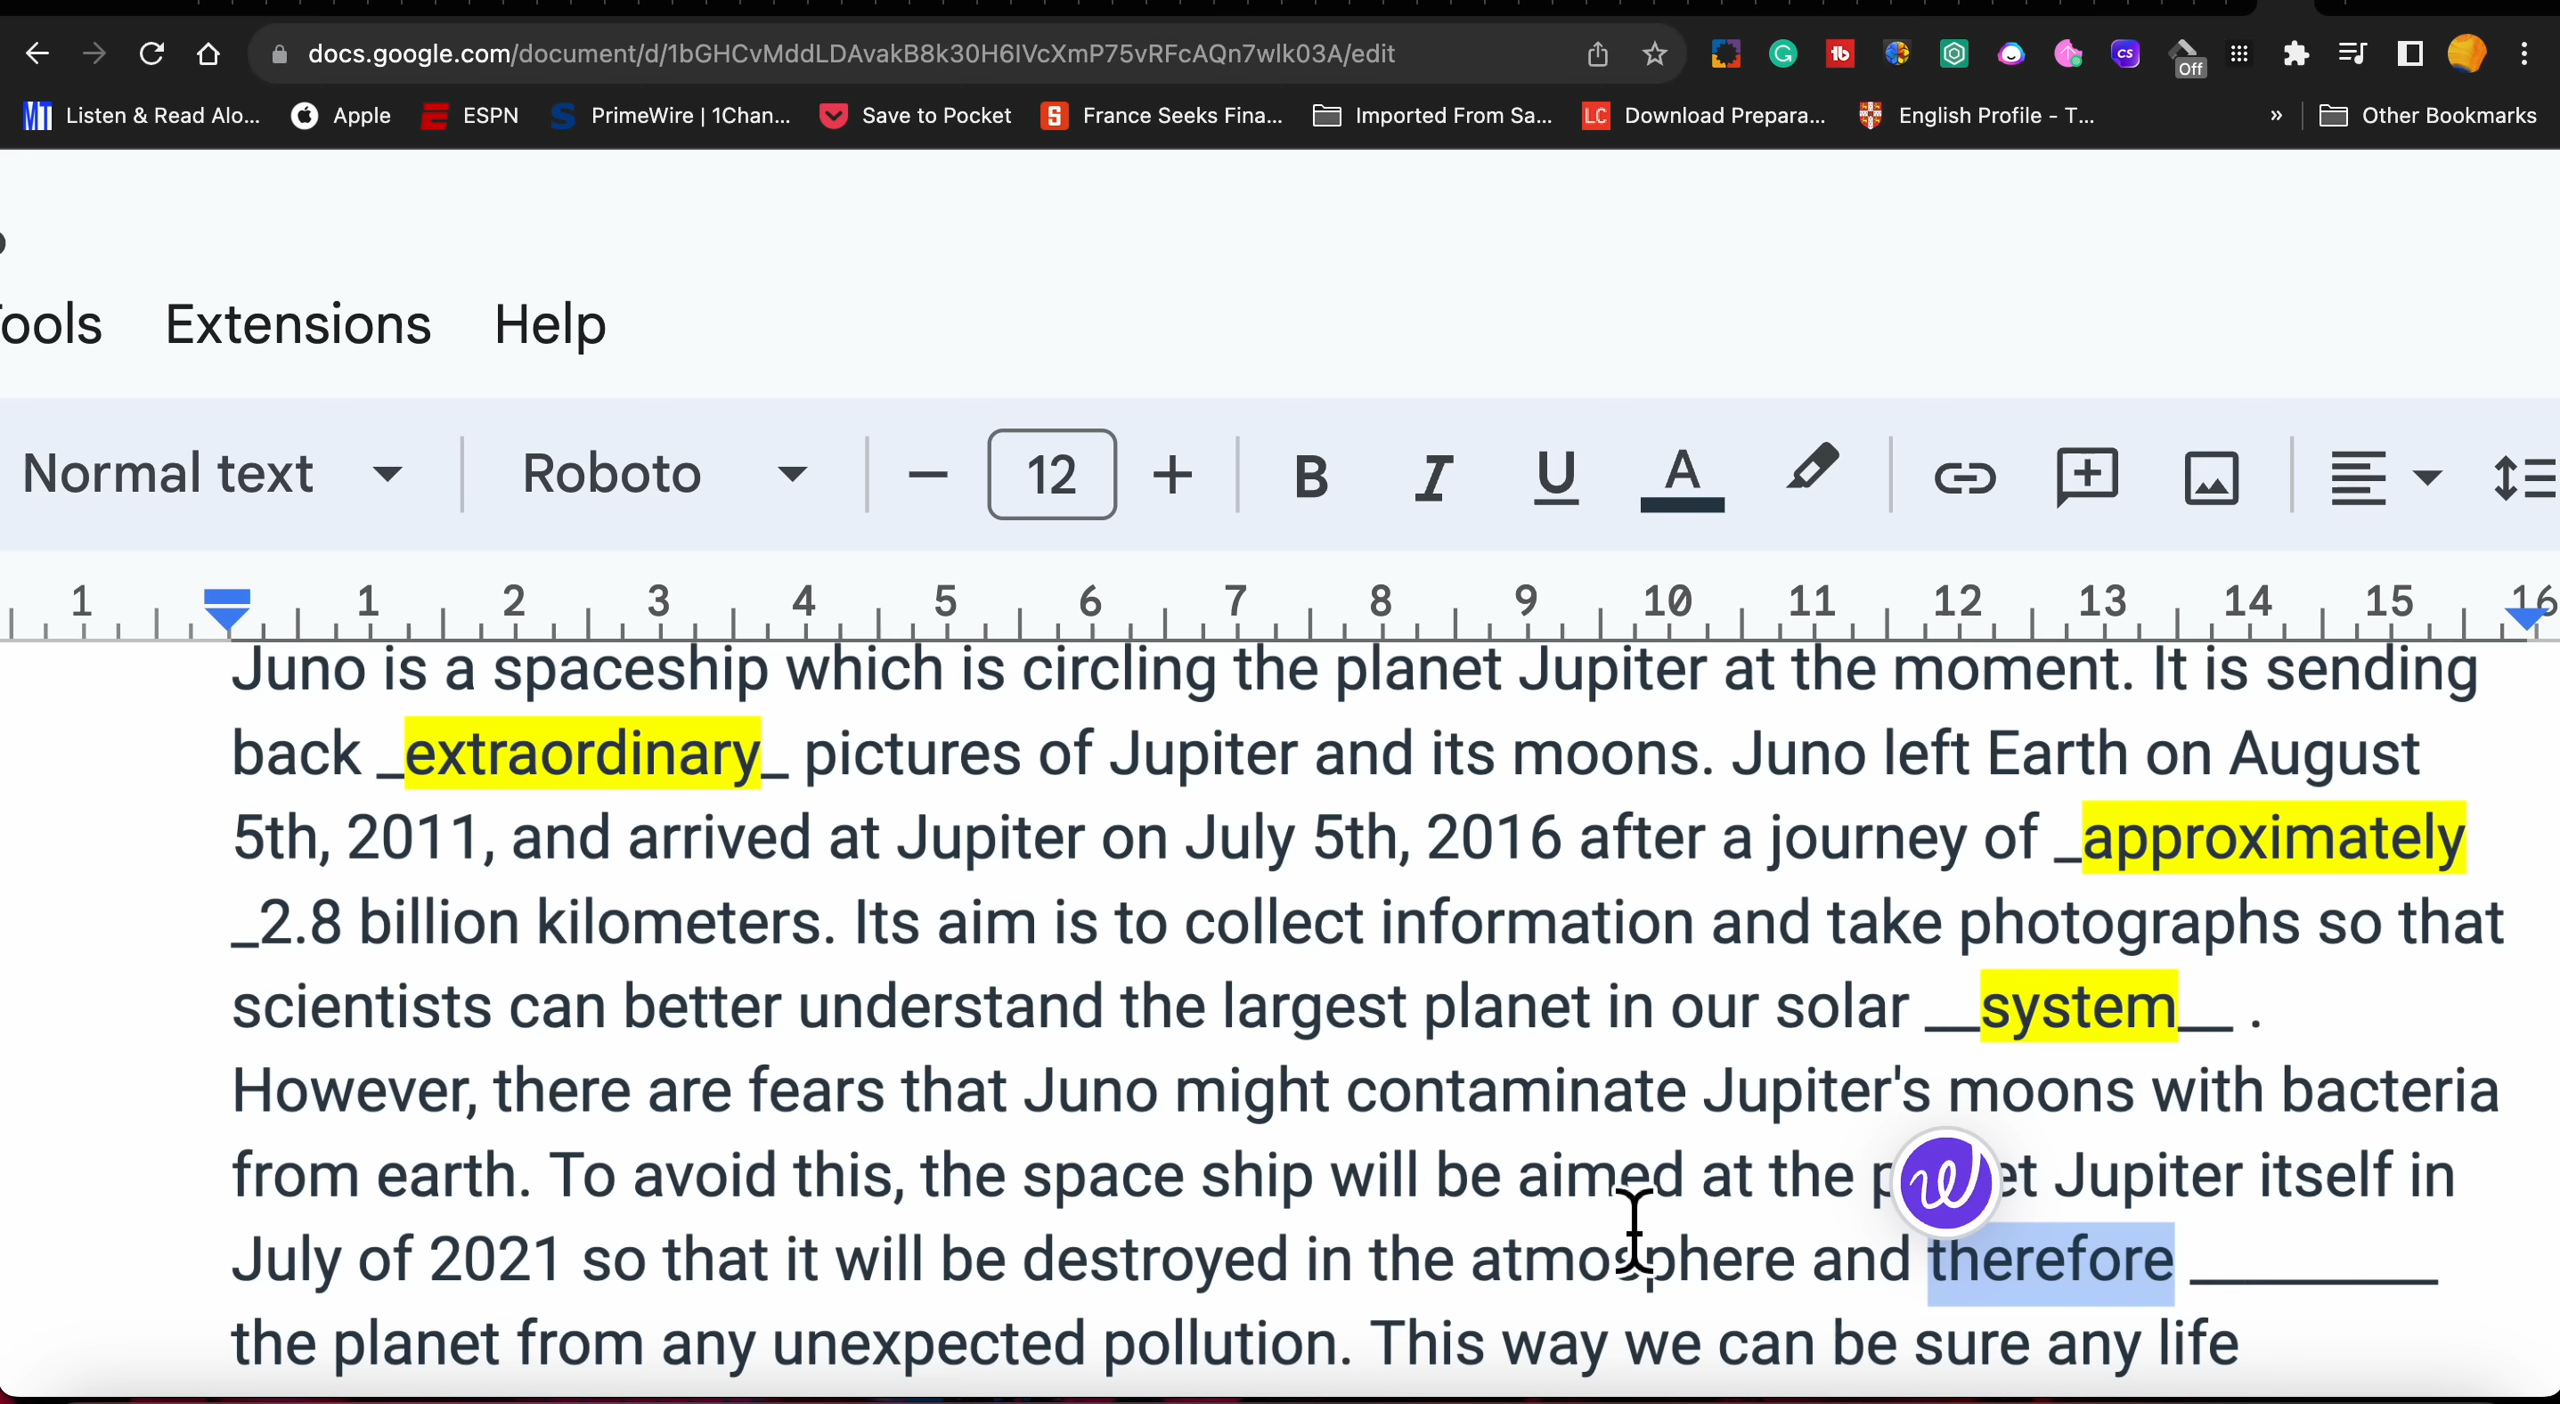 docs.google.com/document/d/1bGHCvMddLDAvakB8k30H6IVcXmP75vRFcAQn7wlk03A/edit
Off
Listen & Read Alo... Apple ESPN PrimeWire | 1Chan... Save to Pocket France Seeks Fina... Imported From Sa... LC Download Prepara... English Profile - T... » Other Bookmarks
ools Extensions Help
Normal text Roboto − 12 + B I U A
1 1 2 3 4 5 6 7 8 9 10 11 12 13 14 15 16
Juno is a spaceship which is circling the planet Jupiter at the moment. It is sending
back _extraordinary_ pictures of Jupiter and its moons. Juno left Earth on August
5th, 2011, and arrived at Jupiter on July 5th, 2016 after a journey of _approximately
_2.8 billion kilometers. Its aim is to collect information and take photographs so that
scientists can better understand the largest planet in our solar __system__ .
However, there are fears that Juno might contaminate Jupiter's moons with bacteria
from earth. To avoid this, the space ship will be aimed at the Jupiter itself in
July of 2021 so that it will be destroyed in the atmosphere and therefore _________
the planet from any unexpected pollution. This way we can be sure any life